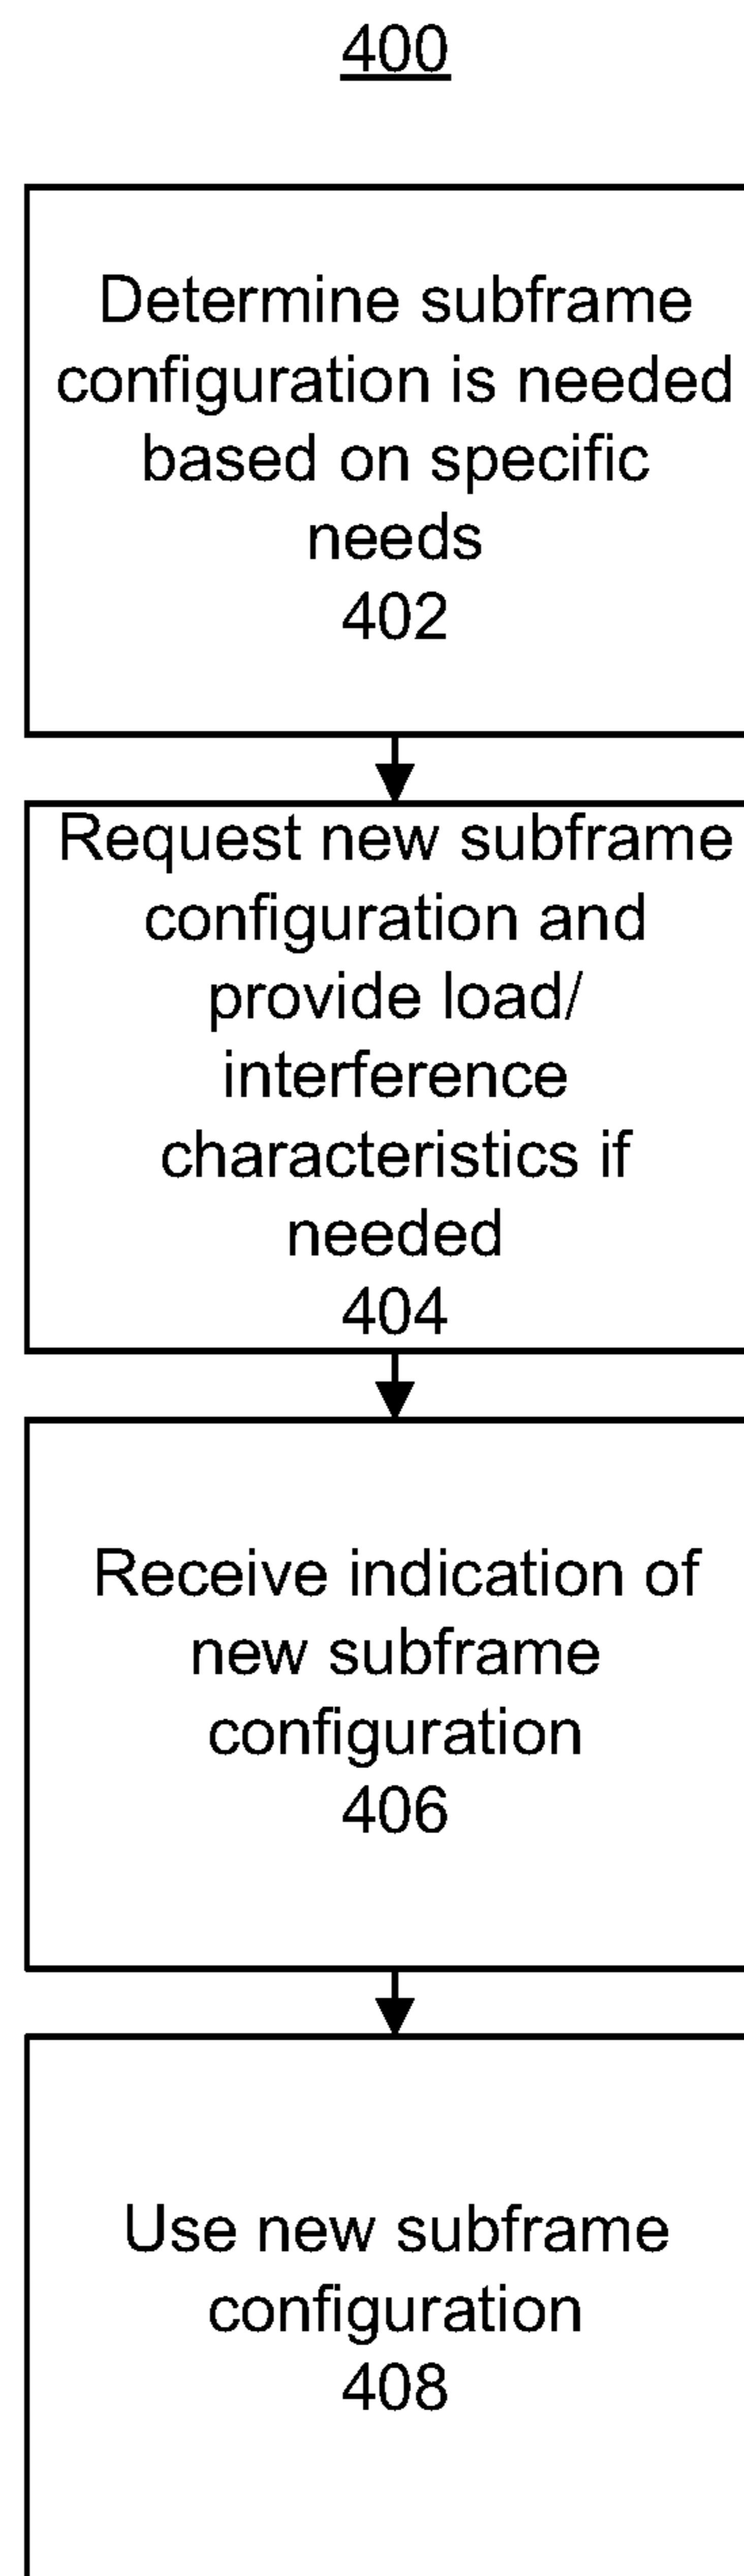 400
Determine subframe
configuration is needed
based on specific
needs
402
Request new subframe
configuration and
provide load/
interference
characteristics if
needed
404
Receive indication of
new subframe
configuration
406
Use new subframe
configuration
408